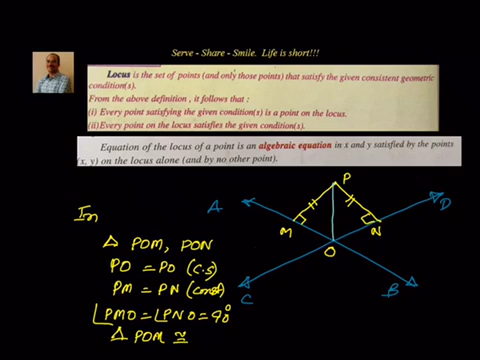 Serve - Share - Smile. Life is short!!!
Locus is the set of points (and only those points) that satisfy the given consistent geometric
condition(s).
From the above definition, it follows that :
(i) Every point satisfying the given condition(s) is a point on the locus.
(ii) Every point on the locus satisfies the given condition(s).
Equation of the locus of a point is an algebraic equation in x and y satisfied by the points
(x, y) on the locus alone (and by no other point).
P
A
D
M
N
O
C
B
In
Δ POM, PON
PO = PO (C.S)
PM = PN (const)
∠PMO = ∠PNO = 90°
Δ POM ≅